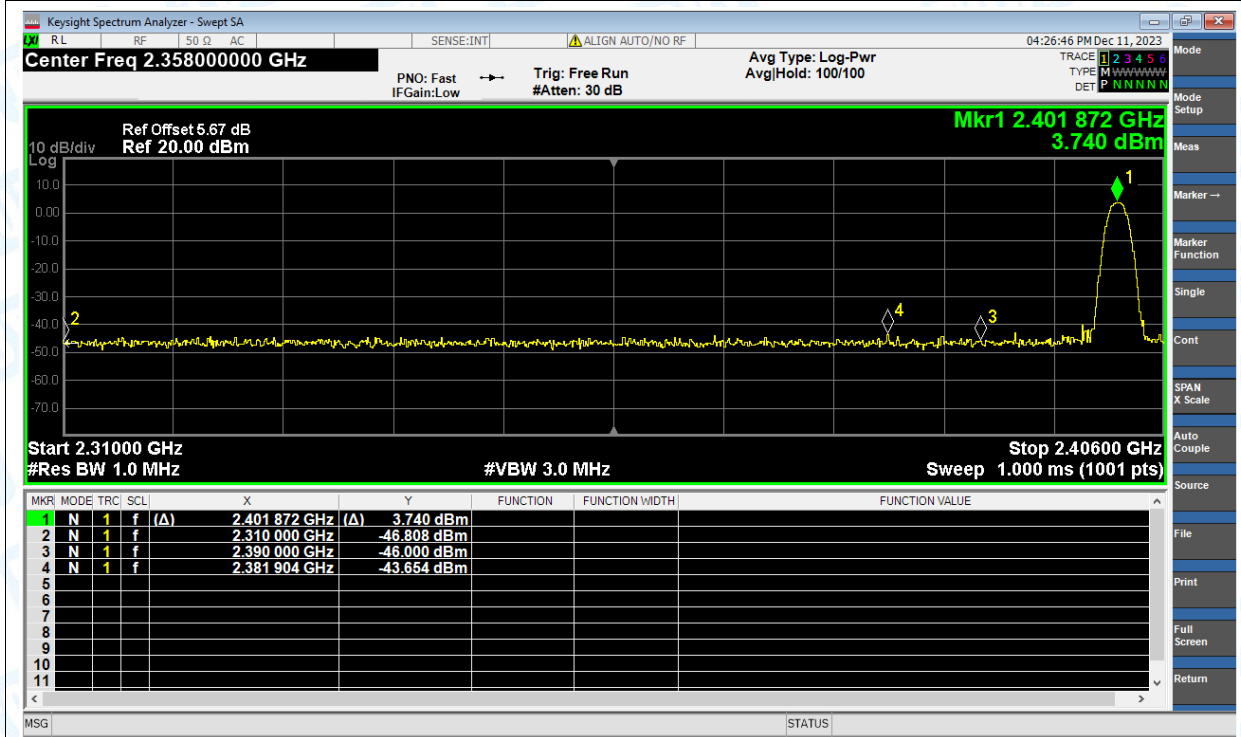 Keysight Spectrum Analyzer - Swept SA
LXI RL RF 50 Ω AC SENSE:INT ALIGN AUTO/NO RF 04:26:46 PM Dec 11, 2023
Center Freq 2.358000000 GHz
PNO: Fast
IFGain:Low
Trig: Free Run
#Atten: 30 dB
Avg Type: Log-Pwr
Avg|Hold: 100/100
TRACE 1 2 3 4 5 6
TYPE M WWWWW
DET P N N N N N
Ref Offset 5.67 dB
10 dB/div Ref 20.00 dBm
Log
Mkr1 2.401 872 GHz
3.740 dBm
10.0
0.00
-10.0
-20.0
-30.0
-40.0
-50.0
-60.0
-70.0
1
2
4
3
Start 2.31000 GHz Stop 2.40600 GHz
#Res BW 1.0 MHz #VBW 3.0 MHz Sweep 1.000 ms (1001 pts)
MKR MODE TRC SCL X Y FUNCTION FUNCTION WIDTH FUNCTION VALUE
1 N 1 f (Δ) 2.401 872 GHz (Δ) 3.740 dBm
2 N 1 f 2.310 000 GHz -46.808 dBm
3 N 1 f 2.390 000 GHz -46.000 dBm
4 N 1 f 2.381 904 GHz -43.654 dBm
5
6
7
8
9
10
11
MSG STATUS
Mode
Mode
Setup
Meas
Marker →
Marker
Function
Single
Cont
SPAN
X Scale
Auto
Couple
Source
File
Print
Full
Screen
Return